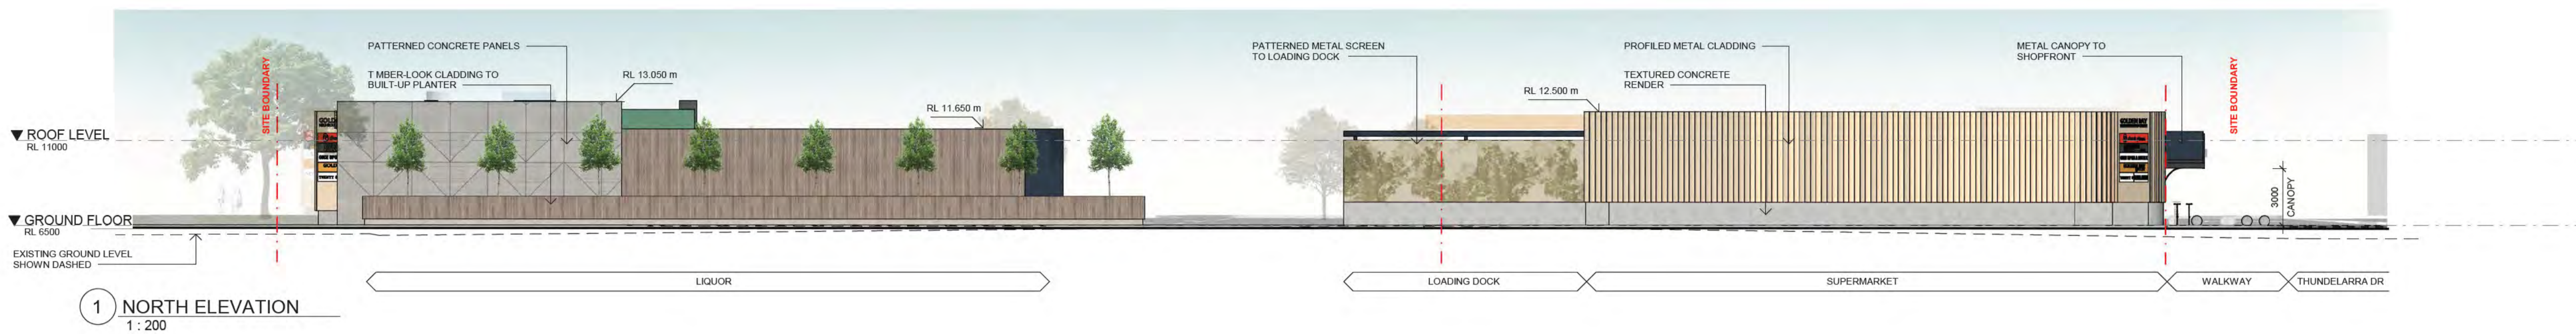 PATTERNED CONCRETE PANELS
T MBER-LOOK CLADDING TO
BUILT-UP PLANTER
RL 13.050 m
RL 11.650 m
PATTERNED METAL SCREEN
TO LOADING DOCK
RL 12.500 m
PROFILED METAL CLADDING
TEXTURED CONCRETE
RENDER
METAL CANOPY TO
SHOPFRONT
SITE BOUNDARY
SITE BOUNDARY
ROOF LEVEL
RL 11000
GOLDEN BAY
GROUND FLOOR
RL 6500
3000
CANOPY
EXISTING GROUND LEVEL
SHOWN DASHED
LIQUOR
LOADING DOCK
SUPERMARKET
WALKWAY
THUNDELARRA DR
1 NORTH ELEVATION
1 : 200